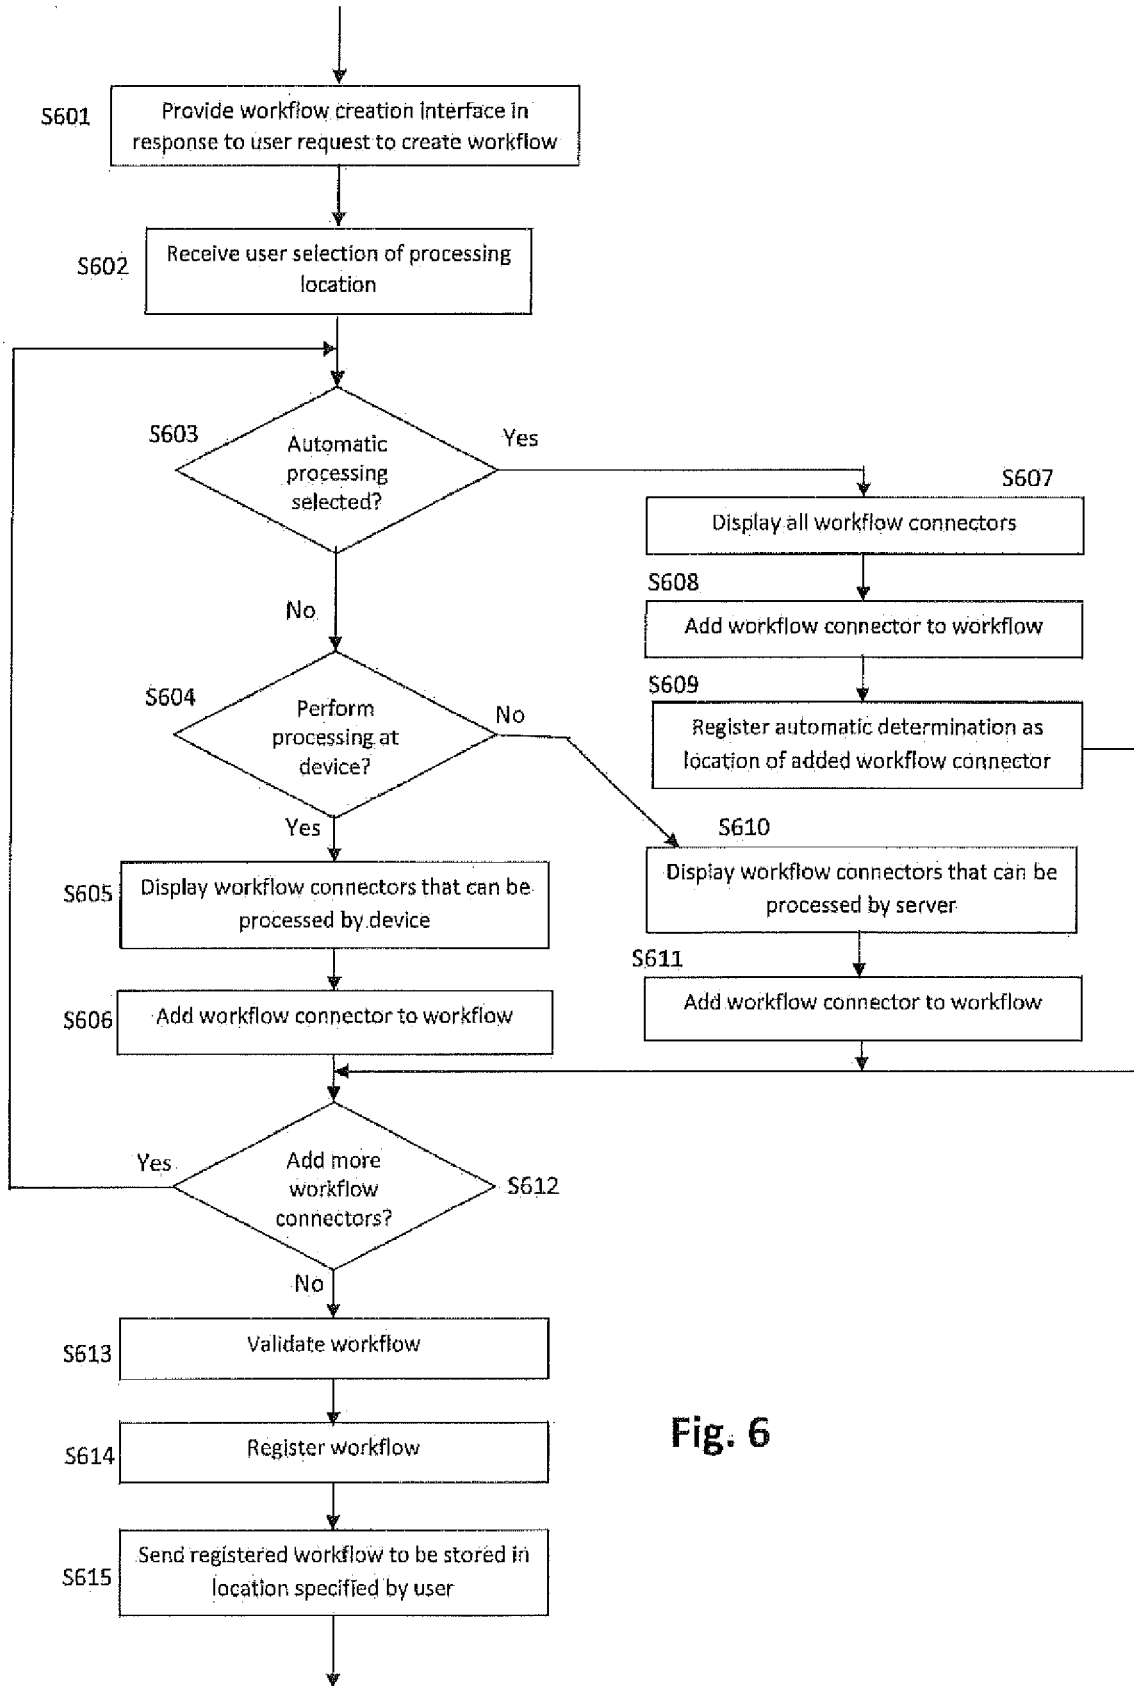 S601
Provide workflow creation interface in
response to user request to create workflow
S602
Receive user selection of processing
location
S603
Automatic
processing
selected?
Yes
No
S607
Display all workflow connectors
S608
Add workflow connector to workflow
S609
Register automatic determination as
location of added workflow connector
S604
Perform
processing at
device?
No
Yes
S605
Display workflow connectors that can be
processed by device
S606
Add workflow connector to workflow
S610
Display workflow connectors that can be
processed by server
S611
Add workflow connector to workflow
Yes
Add more
workflow
connectors?
S612
No
S613
Validate workflow
S614
Register workflow
S615
Send registered workflow to be stored in
location specified by user
Fig. 6